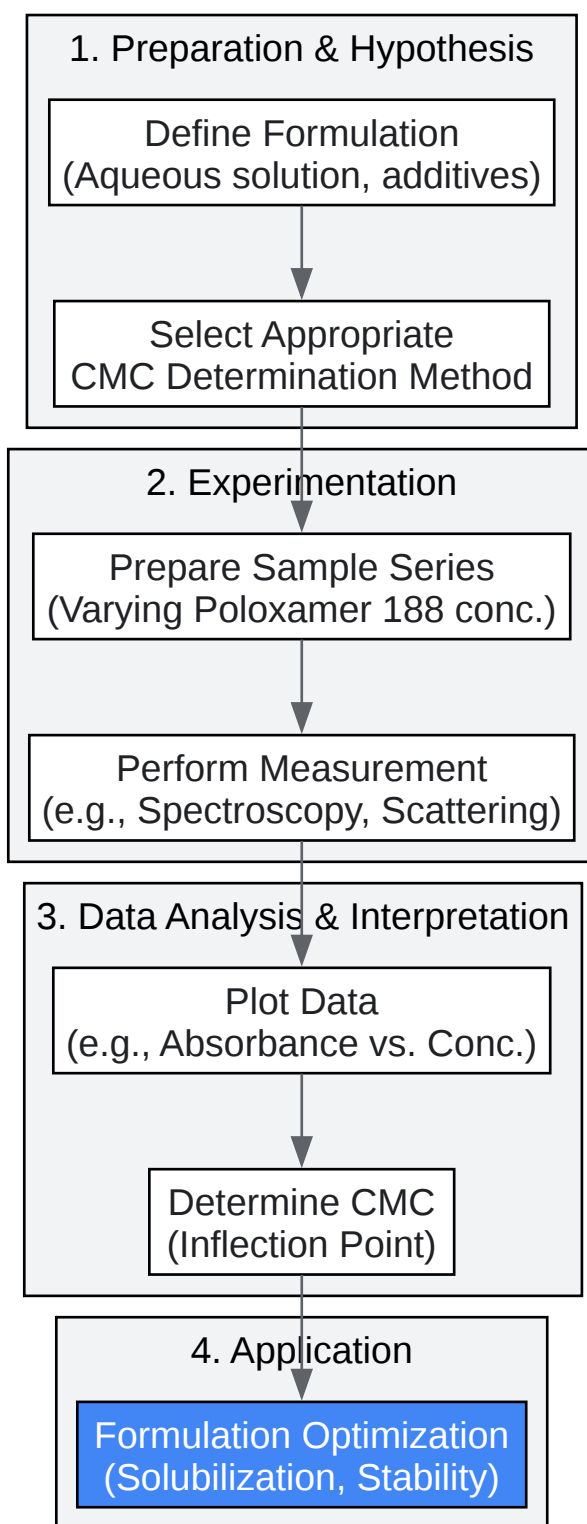 1. Preparation & Hypothesis
Define Formulation
(Aqueous solution, additives)
Select Appropriate
CMC Determination Method
2. Experimentation
Prepare Sample Series
(Varying Poloxamer 188 conc.)
Perform Measurement
(e.g., Spectroscopy, Scattering)
3. Data Analysis & Interpretation
Plot Data
(e.g., Absorbance vs. Conc.)
Determine CMC
(Inflection Point)
4. Application
Formulation Optimization
(Solubilization, Stability)